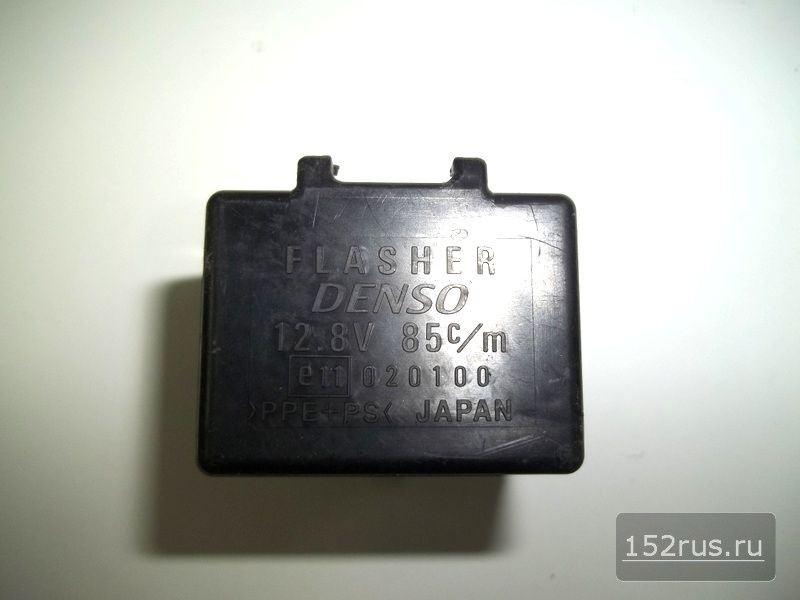 FLASHER
DENSO
12.8V 85c/m
e11 020100
>PPE+PS< JAPAN
152rus.ru